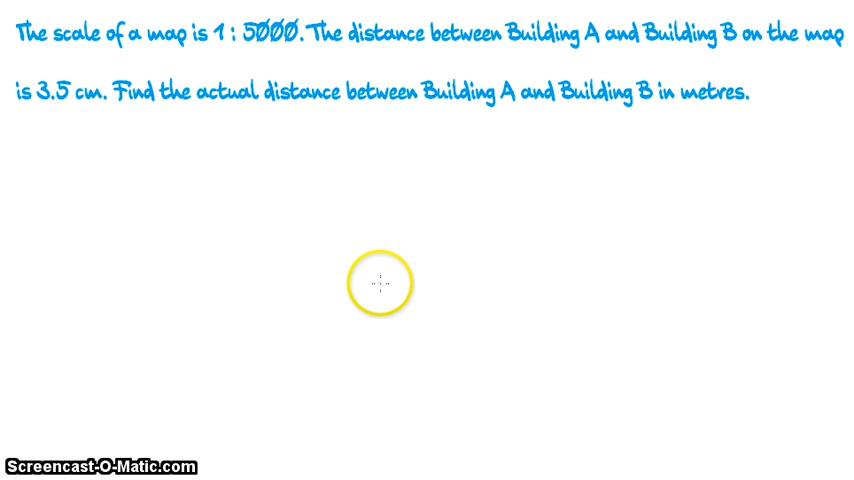 The scale of a map is 1 : 5000. The distance between Building A and Building B on the map
is 3.5 cm. Find the actual distance between Building A and Building B in metres.
Screencast-O-Matic.com